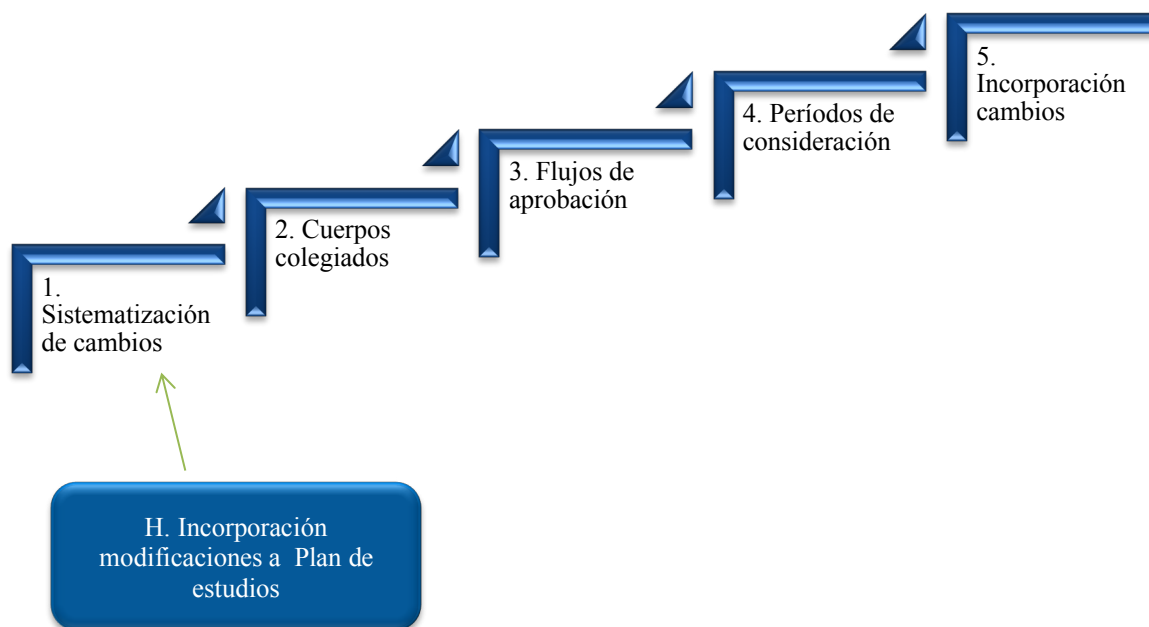 1.
Sistematización
de cambios
2. Cuerpos
colegiados
3. Flujos de
aprobación
4. Períodos de
consideración
5.
Incorporación
cambios
H. Incorporación
modificaciones a Plan de
estudios